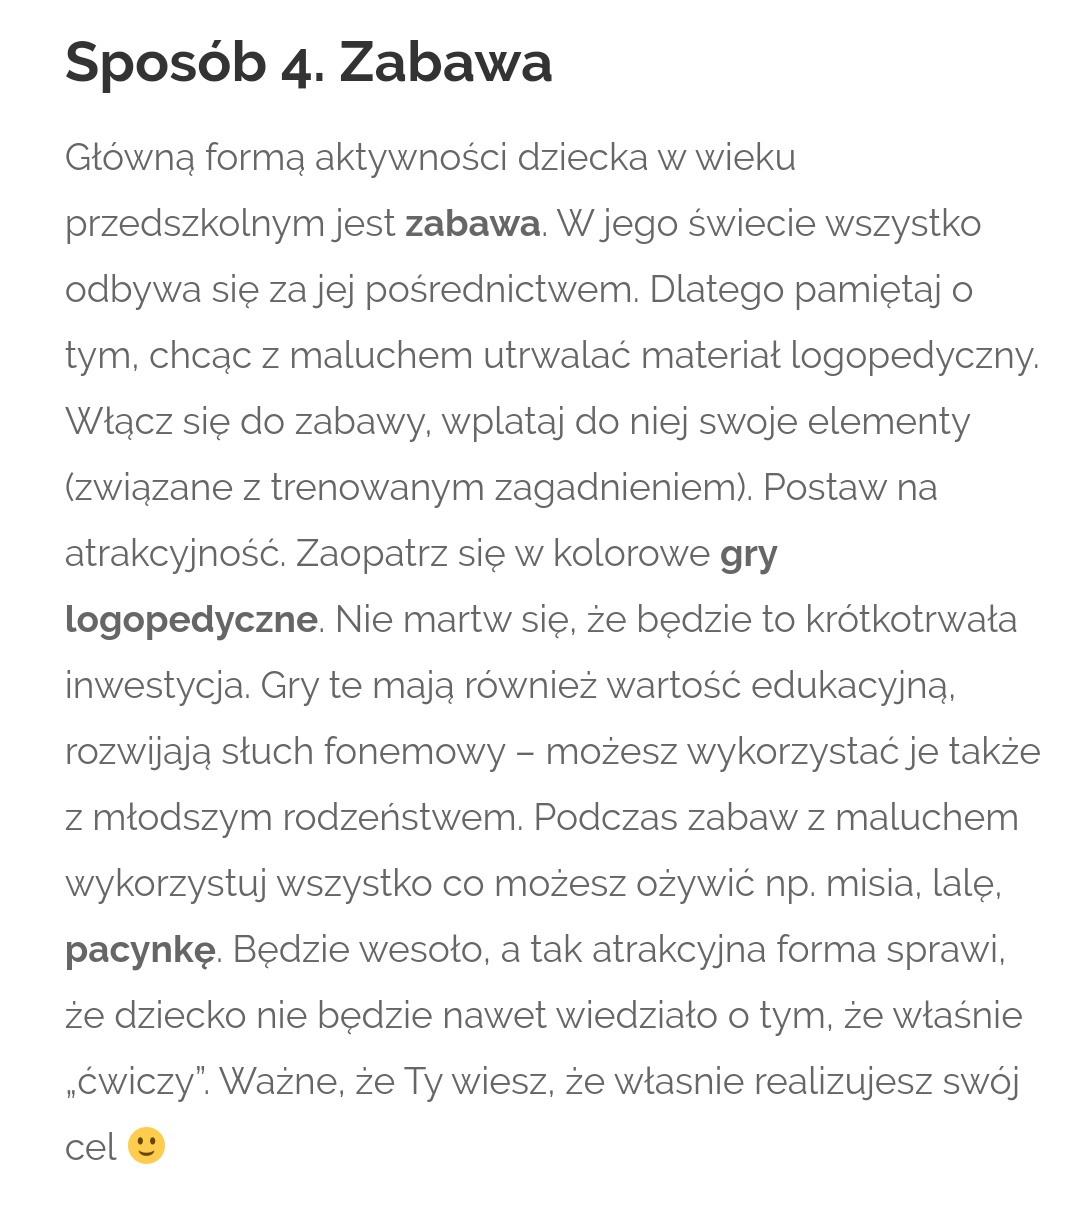 Sposób 4. Zabawa
Główną formą aktywności dziecka w wieku
przedszkolnym jest zabawa. W jego świecie wszystko
odbywa się za jej pośrednictwem. Dlatego pamiętaj o
tym, chcąc z maluchem utrwalać materiał logopedyczny.
Włącz się do zabawy, wplataj do niej swoje elementy
(związane z trenowanym zagadnieniem). Postaw na
atrakcyjność. Zaopatrz się w kolorowe gry
logopedyczne. Nie martw się, że będzie to krótkotrwała
inwestycja. Gry te mają również wartość edukacyjną,
rozwijają słuch fonemowy – możesz wykorzystać je także
z młodszym rodzeństwem. Podczas zabaw z maluchem
wykorzystuj wszystko co możesz ożywić np. misia, lalę,
pacynkę. Będzie wesoło, a tak atrakcyjna forma sprawi,
że dziecko nie będzie nawet wiedziało o tym, że właśnie
„ćwiczy”. Ważne, że Ty wiesz, że własnie realizujesz swój
cel 🙂